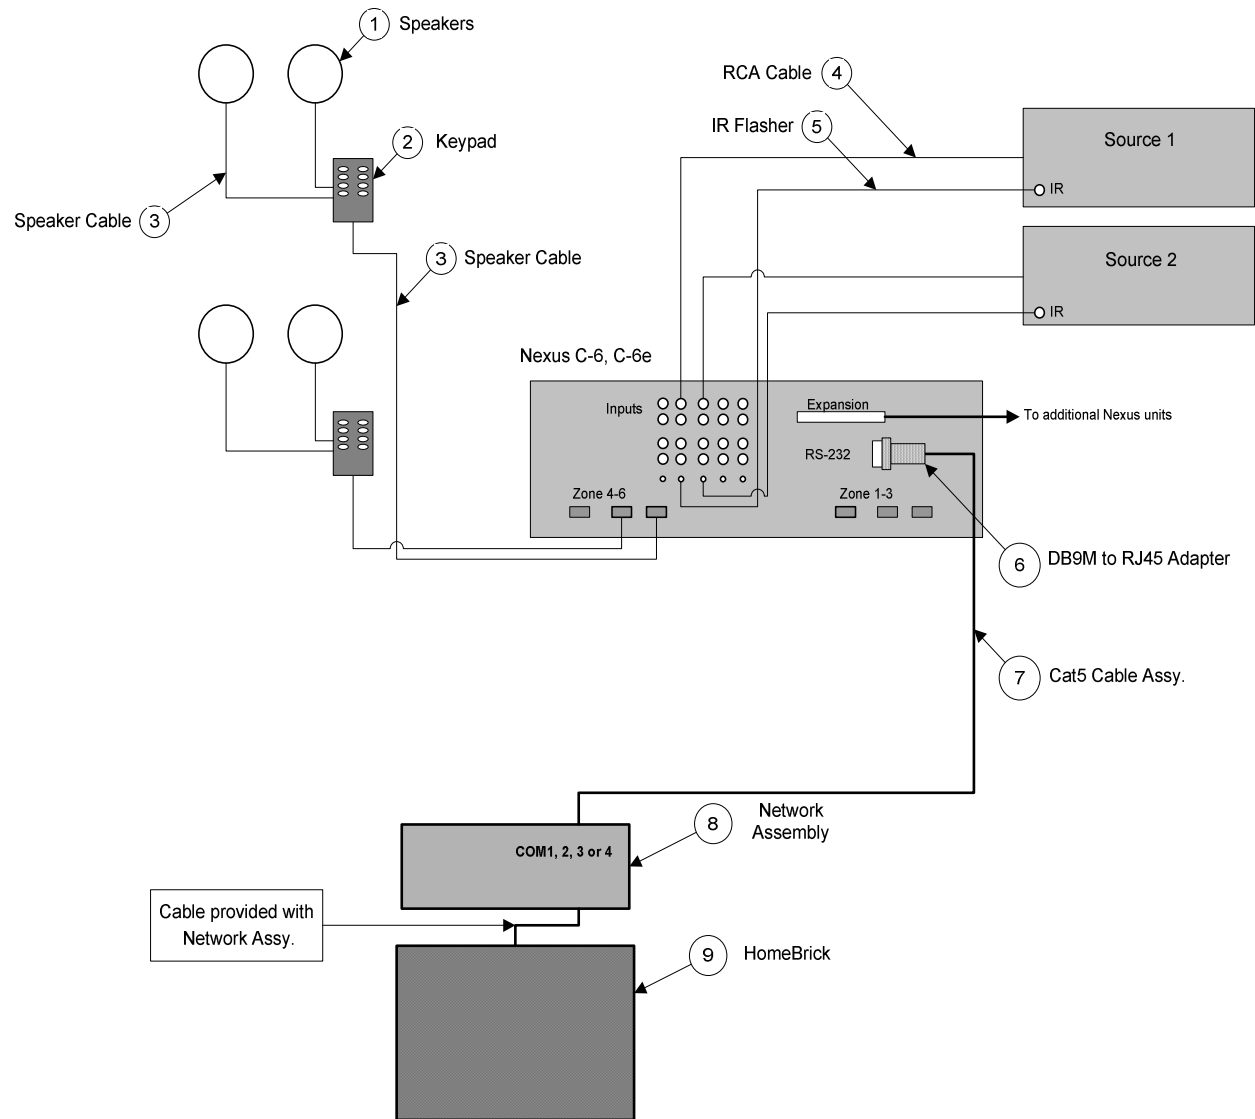 1 Speakers
RCA Cable 4
IR Flasher 5
Source 1
2 Keypad
IR
Speaker Cable 3
3 Speaker Cable
Source 2
IR
Nexus C-6, C-6e
Inputs
Expansion
To additional Nexus units
RS-232
Zone 4-6
Zone 1-3
6 DB9M to RJ45 Adapter
7 Cat5 Cable Assy.
8 Network
Assembly
COM1, 2, 3 or 4
Cable provided with
Network Assy.
9 HomeBrick